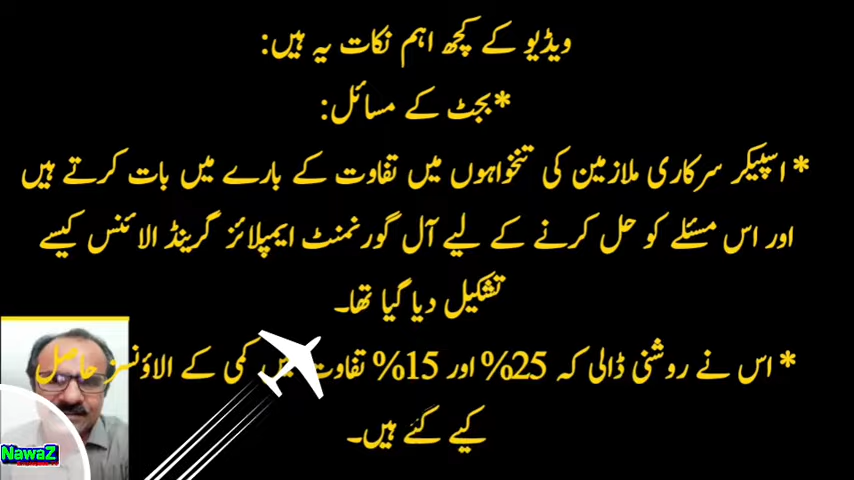 ویڈیو کے کچھ اہم نکات یہ ہیں:
*بجٹ کے مسائل:
* اسپیکر سرکاری ملازمین کی تنخواہوں میں تفاوت کے بارے میں بات کرتے ہیں
اور اس مسئلے کو حل کرنے کے لیے آل گورنمنٹ ایمپلائز گرینڈ الائنس کیسے
تشکیل دیا گیا تھا۔
* اس نے روشنی ڈالی کہ 25% اور 15% تفاوت میں کمی کے الاؤنسز حاصل
کیے گئے ہیں۔
NawaZ